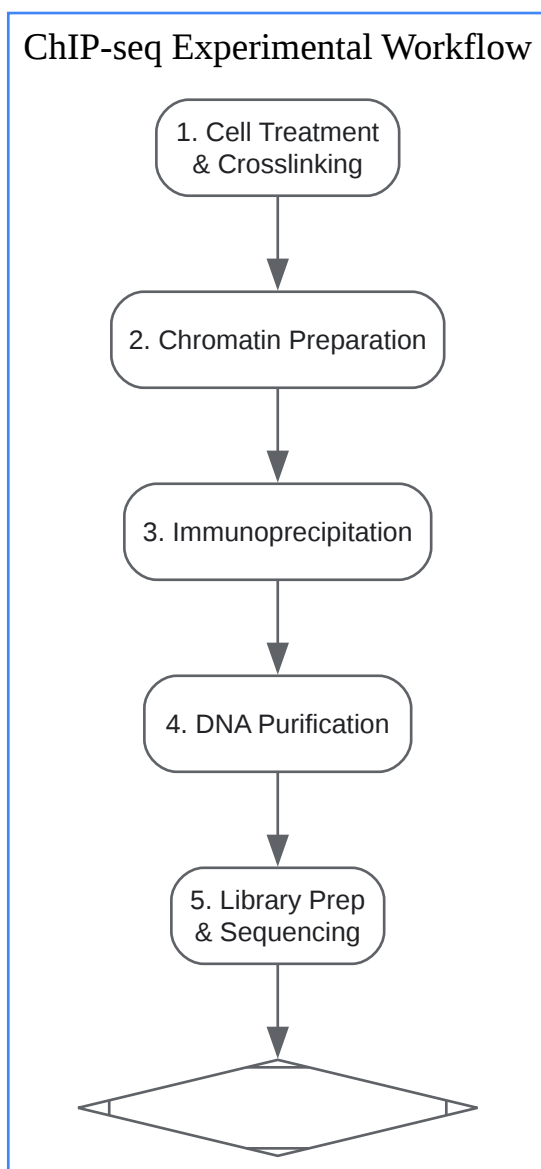 ChIP-seq Experimental Workflow
1. Cell Treatment
& Crosslinking
2. Chromatin Preparation
3. Immunoprecipitation
4. DNA Purification
5. Library Prep
& Sequencing